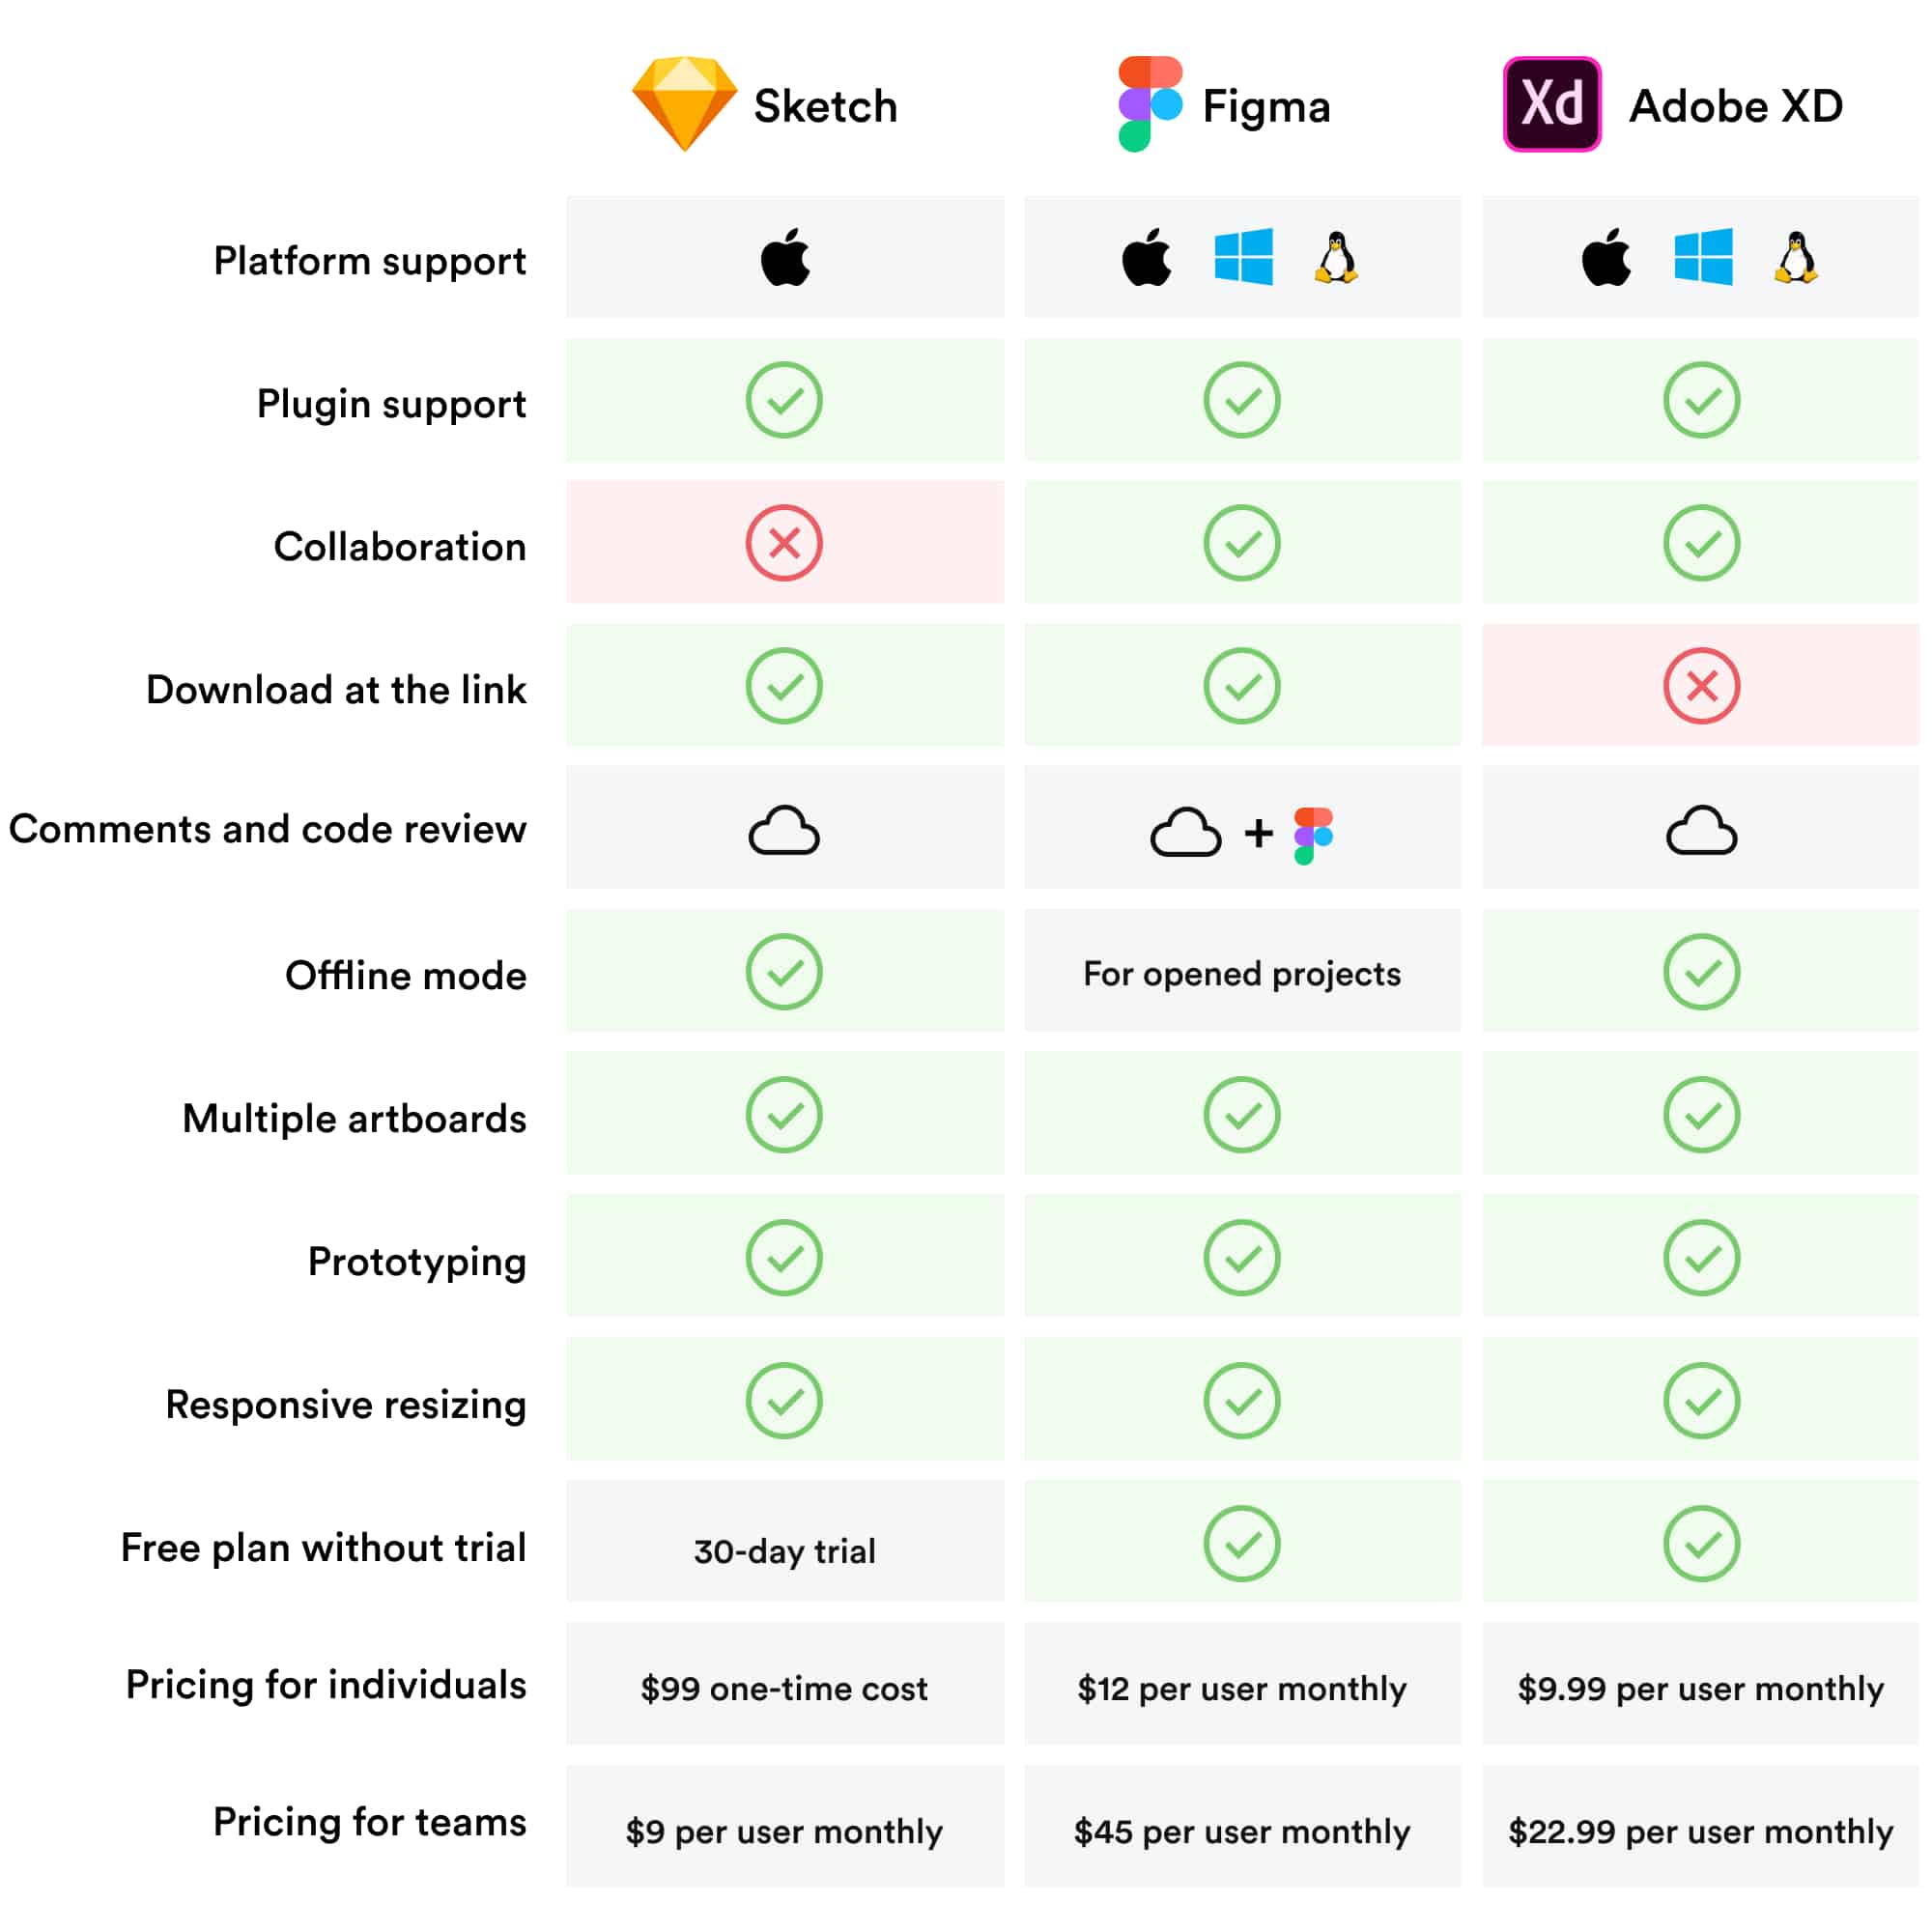 Sketch
Figma
Xd
Adobe XD
Platform support
Plugin support
Collaboration
Download at the link
Comments and code review
+
Offline mode
For opened projects
Multiple artboards
Prototyping
Responsive resizing
Free plan without trial
30-day trial
Pricing for individuals
$99 one-time cost
$12 per user monthly
$9.99 per user monthly
Pricing for teams
$9 per user monthly
$45 per user monthly
$22.99 per user monthly